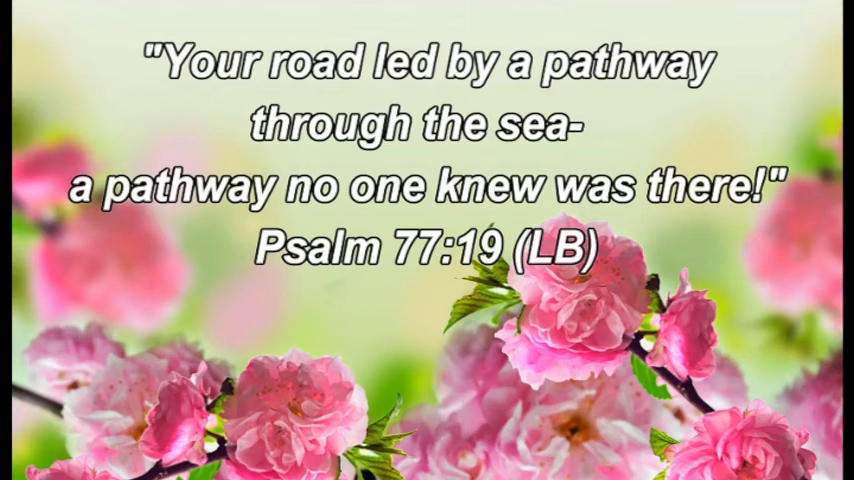 "Your road led by a pathway
through the sea-
a pathway no one knew was there!"
Psalm 77:19 (LB)